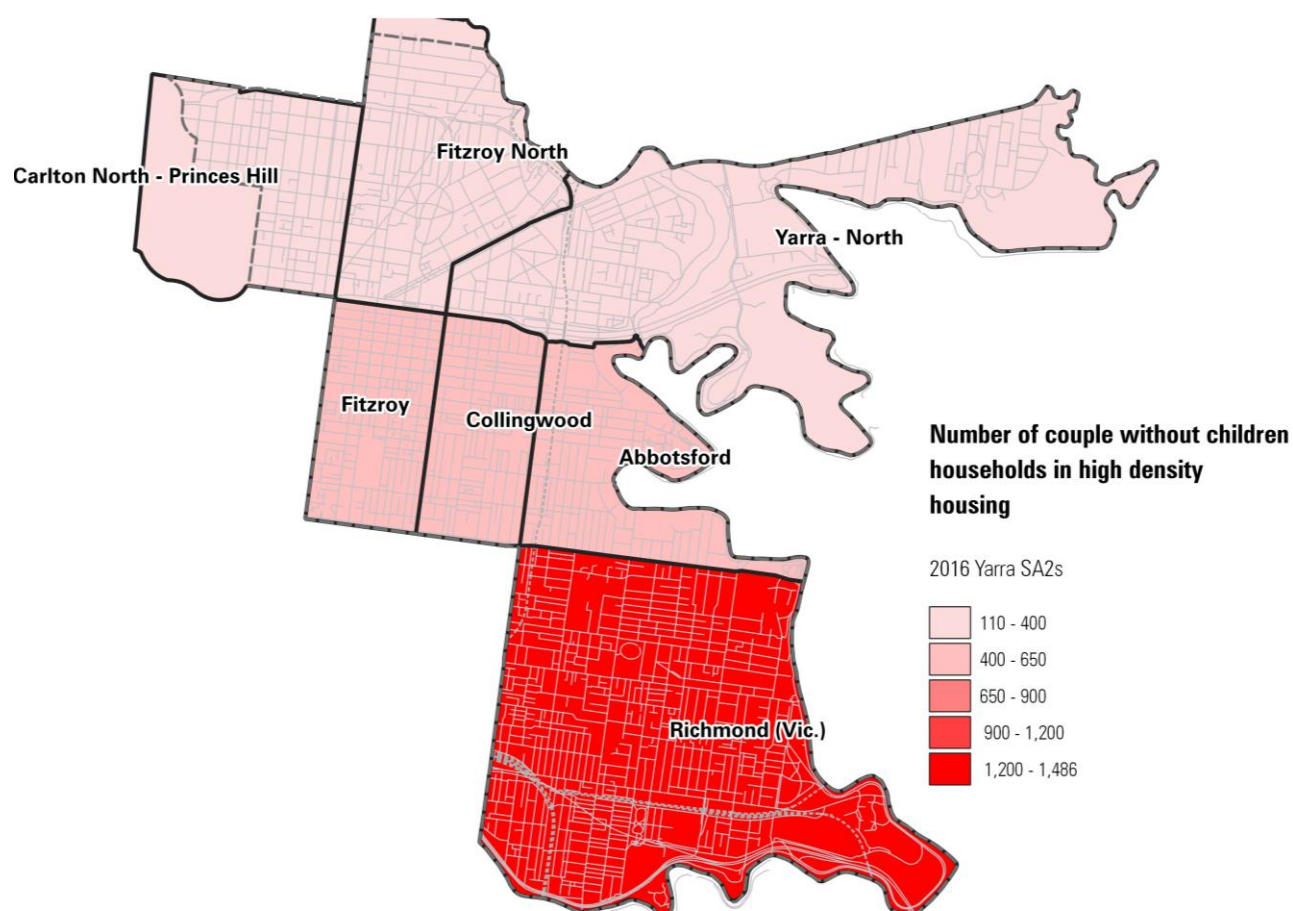 Fitzroy North
Carlton North - Princes Hill
Yarra - North
Fitzroy
Collingwood
Abbotsford
Richmond (Vic.)
Number of couple without children
households in high density
housing
2016 Yarra SA2s
110 - 400
400 - 650
650 - 900
900 - 1,200
1,200 - 1,486